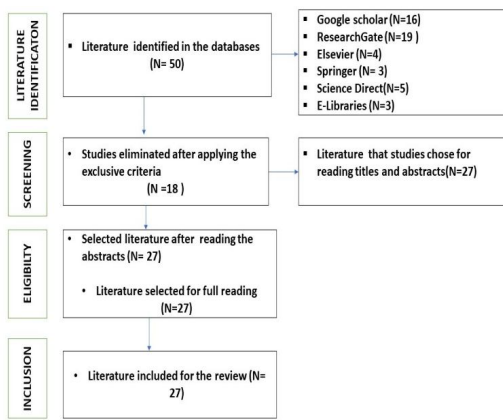 LITERATURE
IDENTIFICATON
▪ Literature identified in the databases
(N= 50)
▪ Google scholar (N=16)
▪ ResearchGate (N=19 )
▪ Elsevier (N=4)
▪ Springer (N= 3)
▪ Science Direct(N=5)
▪ E-Libraries (N=3)
SCREENING
▪ Studies eliminated after applying the
exclusive criteria
(N =18 )
▪ Literature that studies chose for
reading titles and abstracts(N=27)
ELIGIBILTY
▪ Selected literature after reading the
abstracts (N= 27)
• Literature selected for full reading
(N=27)
INCLUSION
• Literature included for the review (N=
27)